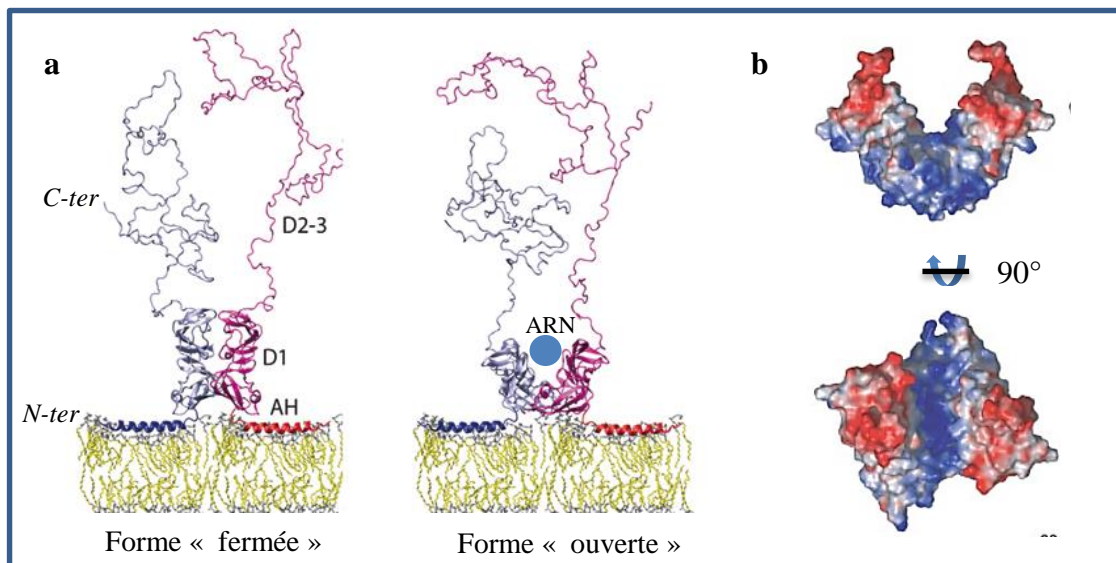 a
b
C-ter
D2-3
ARN
90°
D1
N-ter
AH
Forme « fermée »
Forme « ouverte »